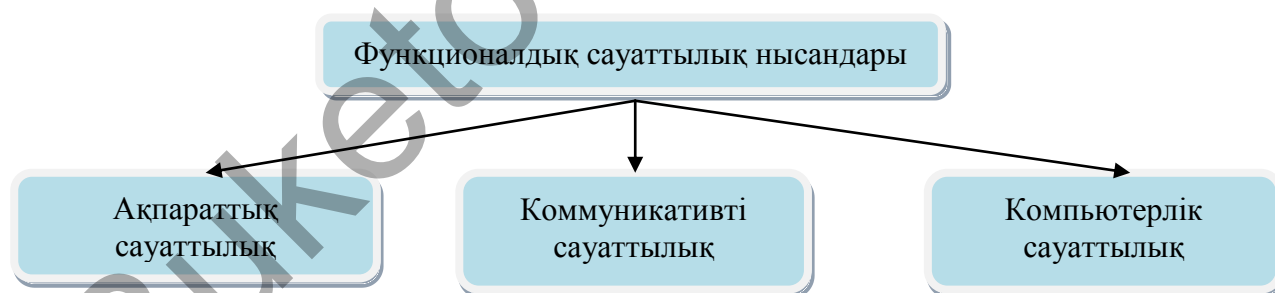 Функционалдық сауаттылық нысандары
Ақпараттық
сауаттылық
Коммуникативті
сауаттылық
Компьютерлік
сауаттылық